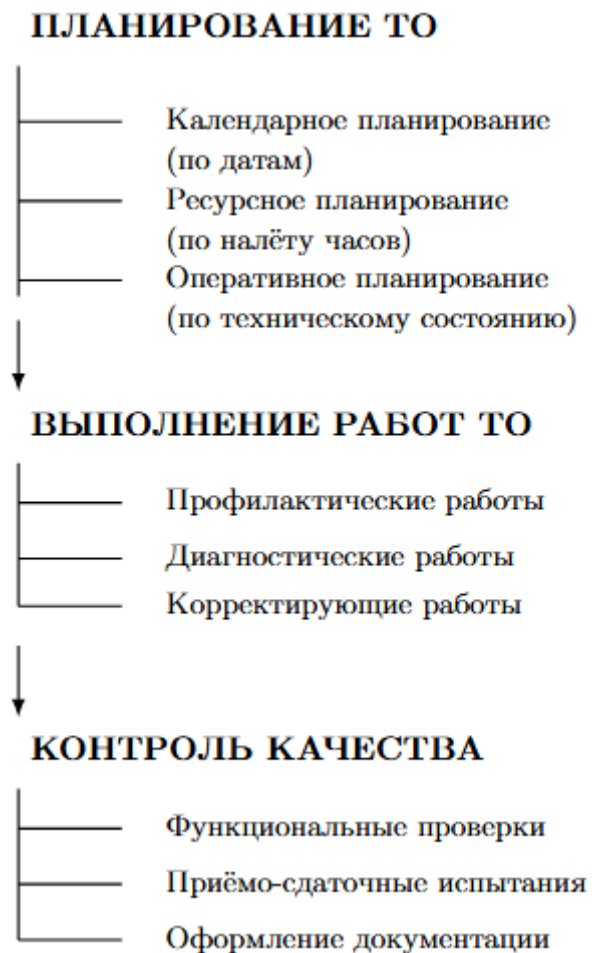 ПЛАНИРОВАНИЕ ТО
Календарное планирование
(по датам)
Ресурсное планирование
(по налёту часов)
Оперативное планирование
(по техническому состоянию)
ВЫПОЛНЕНИЕ РАБОТ ТО
Профилактические работы
Диагностические работы
Корректирующие работы
КОНТРОЛЬ КАЧЕСТВА
Функциональные проверки
Приёмо-сдаточные испытания
Оформление документации